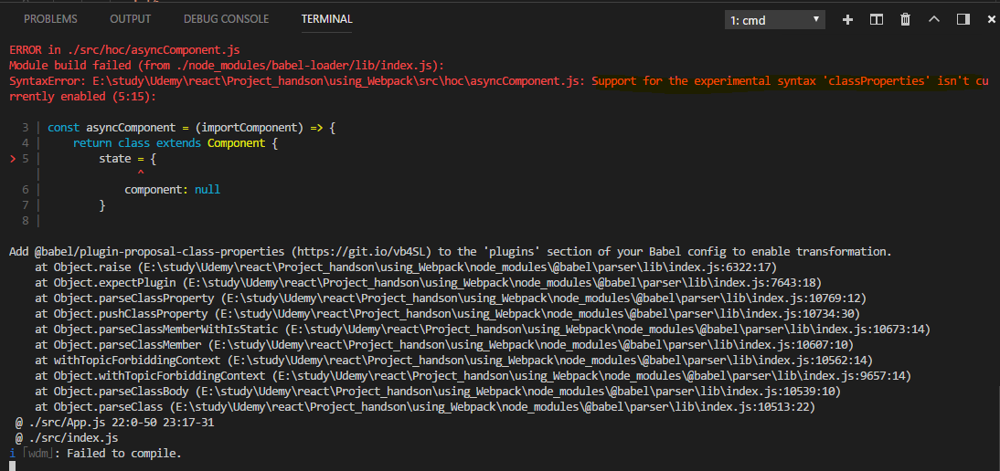 PROBLEMS OUTPUT DEBUG CONSOLE TERMINAL 1: cmd
ERROR in ./src/hoc/asyncComponent.js
Module build failed (from ./node_modules/babel-loader/lib/index.js):
SyntaxError: E:\study\Udemy\react\Project_handson\using_Webpack\src\hoc\asyncComponent.js: Support for the experimental syntax 'classProperties' isn't cu
rrently enabled (5:15):
3 | const asyncComponent = (importComponent) => {
4 | return class extends Component {
> 5 | state = {
| ^
6 | component: null
7 | }
8 |
Add @babel/plugin-proposal-class-properties (https://git.io/vb4SL) to the 'plugins' section of your Babel config to enable transformation.
at Object.raise (E:\study\Udemy\react\Project_handson\using_Webpack\node_modules\@babel\parser\lib\index.js:6322:17)
at Object.expectPlugin (E:\study\Udemy\react\Project_handson\using_Webpack\node_modules\@babel\parser\lib\index.js:7643:18)
at Object.parseClassProperty (E:\study\Udemy\react\Project_handson\using_Webpack\node_modules\@babel\parser\lib\index.js:10769:12)
at Object.pushClassProperty (E:\study\Udemy\react\Project_handson\using_Webpack\node_modules\@babel\parser\lib\index.js:10734:30)
at Object.parseClassMemberWithIsStatic (E:\study\Udemy\react\Project_handson\using_Webpack\node_modules\@babel\parser\lib\index.js:10673:14)
at Object.parseClassMember (E:\study\Udemy\react\Project_handson\using_Webpack\node_modules\@babel\parser\lib\index.js:10607:10)
at withTopicForbiddingContext (E:\study\Udemy\react\Project_handson\using_Webpack\node_modules\@babel\parser\lib\index.js:10562:14)
at Object.withTopicForbiddingContext (E:\study\Udemy\react\Project_handson\using_Webpack\node_modules\@babel\parser\lib\index.js:9657:14)
at Object.parseClassBody (E:\study\Udemy\react\Project_handson\using_Webpack\node_modules\@babel\parser\lib\index.js:10539:10)
at Object.parseClass (E:\study\Udemy\react\Project_handson\using_Webpack\node_modules\@babel\parser\lib\index.js:10513:22)
@ ./src/App.js 22:0-50 23:17-31
@ ./src/index.js
i ｢wdm｣: Failed to compile.